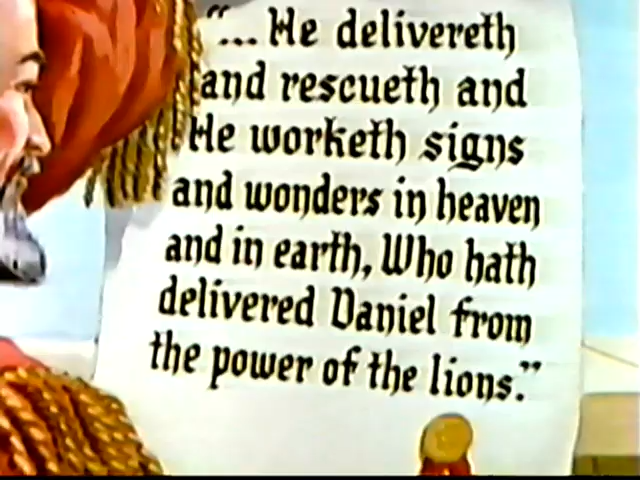 "... He delivereth
and rescueth and
He worketh signs
and wonders in heaven
and in earth, Who hath
delivered Daniel from
the power of the lions."